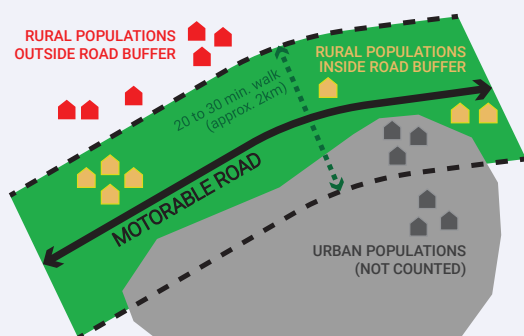 RURAL POPULATIONS
OUTSIDE ROAD BUFFER
RURAL POPULATIONS
INSIDE ROAD BUFFER
20 to 30 min. walk
(approx. 2km)
MOTORABLE ROAD
URBAN POPULATIONS
(NOT COUNTED)